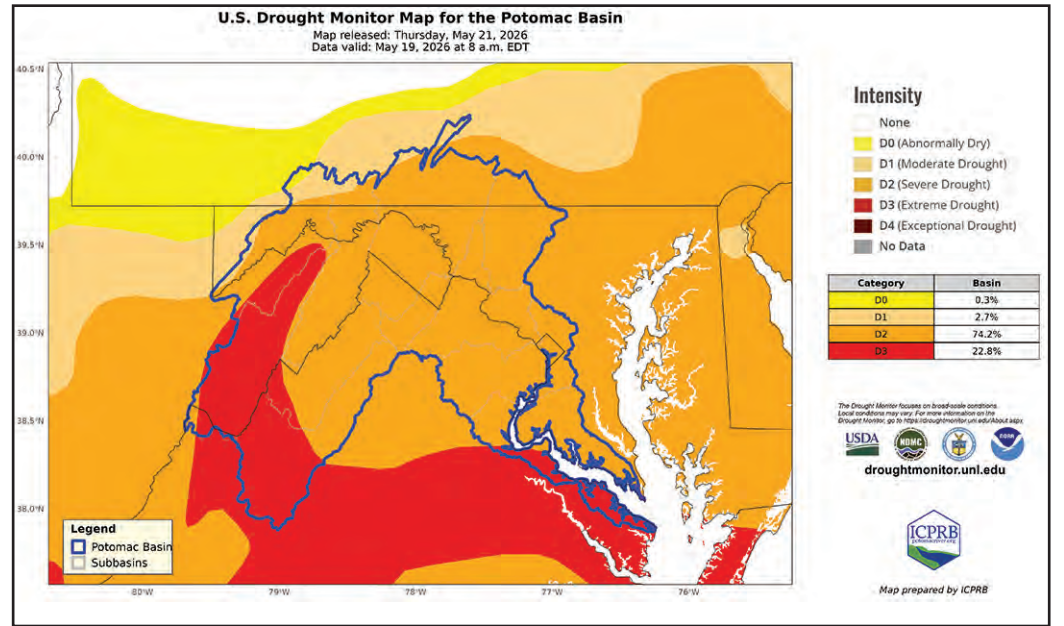 U.S. Drought Monitor Map for the Potomac Basin
Map released: Thursday, May 21, 2026
Data valid: May 19, 2026 at 8 a.m. EDT
40.5°N
40.0°N
39.5°N
39.0°N
38.5°N
38.0°N
80°W
79°W
78°W
77°W
76°W
Legend
Potomac Basin
Subbasins
Intensity
None
D0 (Abnormally Dry)
D1 (Moderate Drought)
D2 (Severe Drought)
D3 (Extreme Drought)
D4 (Exceptional Drought)
No Data
Category Basin
D0 0.3%
D1 2.7%
D2 74.2%
D3 22.8%
The Drought Monitor focuses on broad-scale conditions.
Local conditions may vary. For more information on the
Drought Monitor, go to https://droughtmonitor.unl.edu/About.aspx
USDA
NDMC
droughtmonitor.unl.edu
ICPRB
potomacriver.org
Map prepared by ICPRB